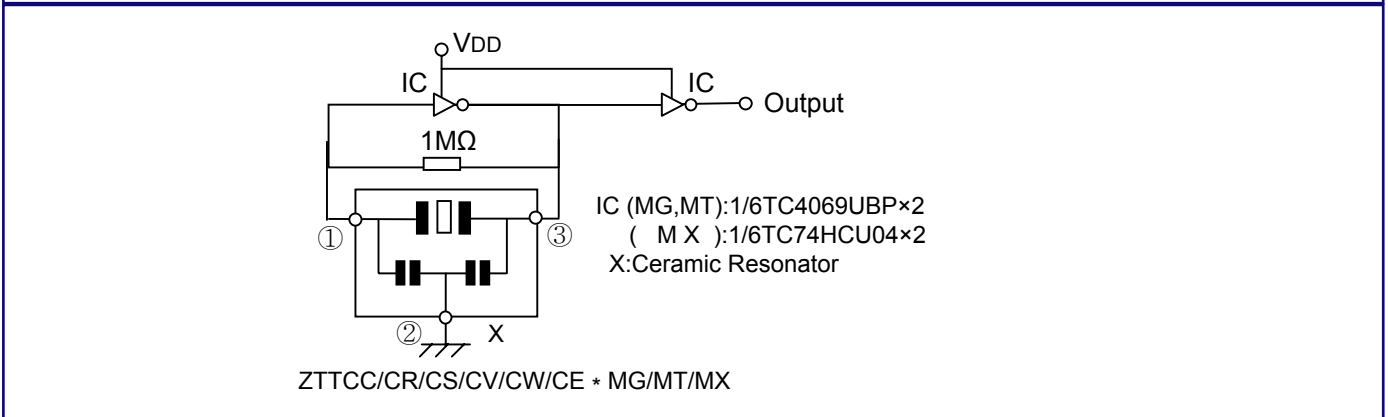 VDD
IC
IC
Output
1MΩ
IC (MG,MT):1/6TC4069UBP×2
① ③
( M X ):1/6TC74HCU04×2
X:Ceramic Resonator
② X
ZTTCC/CR/CS/CV/CW/CE * MG/MT/MX